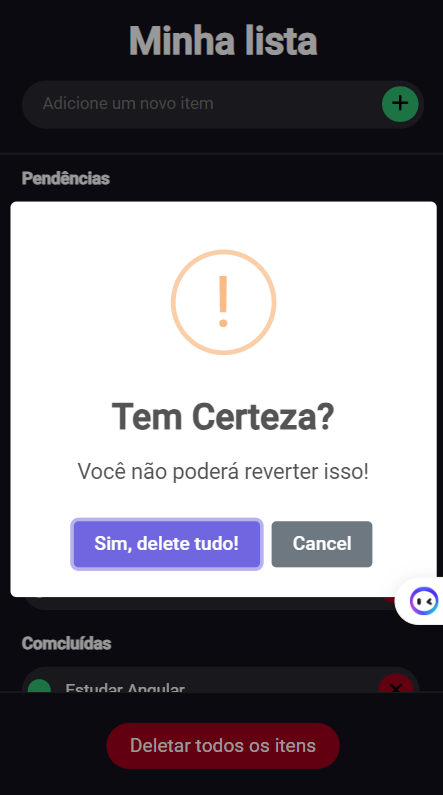 Minha lista
Adicione um novo item
Pendências
!
Tem Certeza?
Você não poderá reverter isso!
Sim, delete tudo!
Cancel
Comcluídas
Estudar Angular
Deletar todos os itens